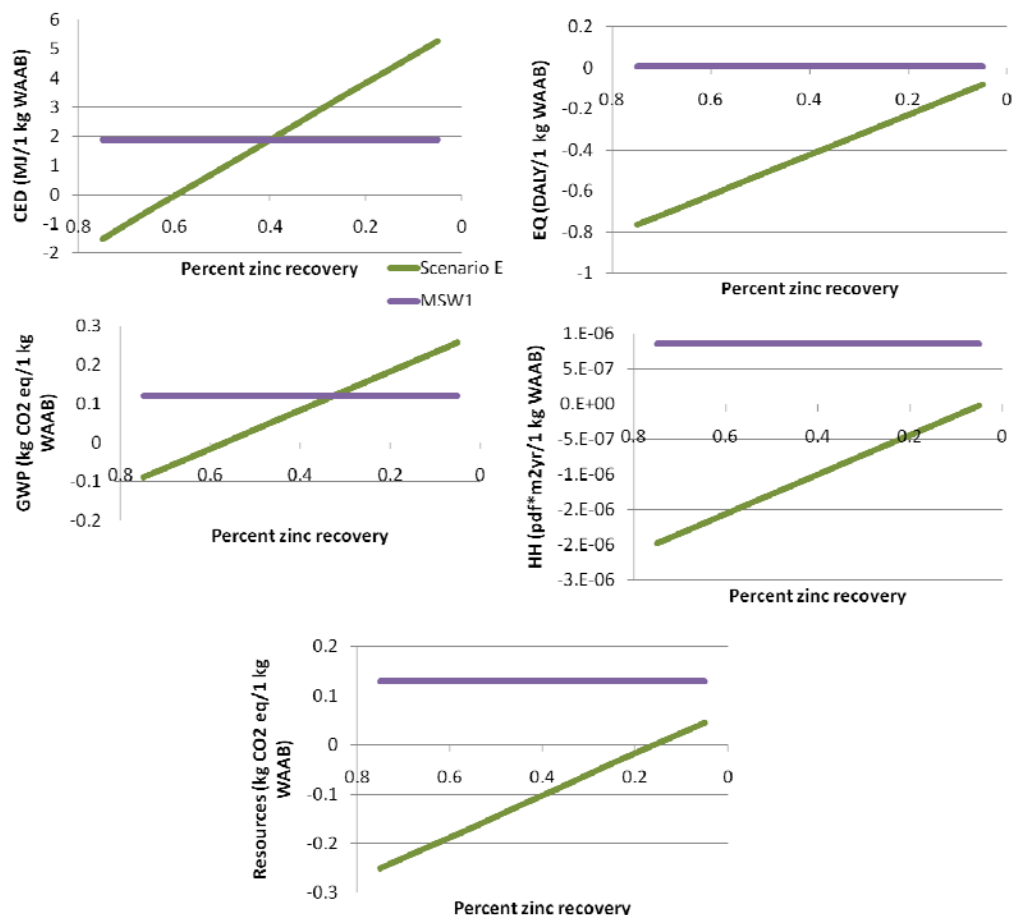 CED (MJ/1 kg WAAB)
6
5
4
3
2
1
0
-1
-2
0.8
0.6
0.4
0.2
0
Percent zinc recovery
EQ (DALY/1 kg WAAB)
0.2
0
-0.2
-0.4
-0.6
-0.8
-1
0.8
0.6
0.4
0.2
0
Percent zinc recovery
Scenario E
MSW1
GWP (kg CO2 eq/1 kg
WAAB)
0.3
0.2
0.1
0
-0.1
-0.2
0.8
0.6
0.4
0.2
0
Percent zinc recovery
HH (pdf*m2yr/1 kg WAAB)
1.E-06
5.E-07
0.E+00
-5.E-07
-1.E-06
-2.E-06
-2.E-06
-3.E-06
0.8
0.6
0.4
0.2
0
Percent zinc recovery
Resources (kg CO2 eq/1 kg
WAAB)
0.2
0.1
0
-0.1
-0.2
-0.3
0.8
0.6
0.4
0.2
0
Percent zinc recovery